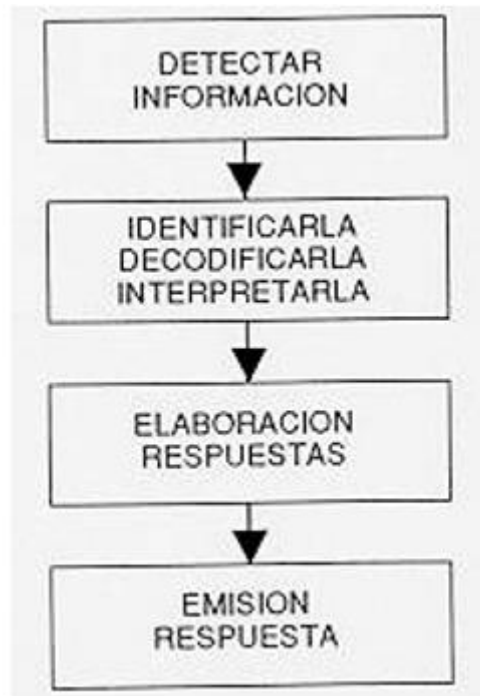 DETECTAR
INFORMACION
IDENTIFICARLA
DECODIFICARLA
INTERPRETARLA
ELABORACION
RESPUESTAS
EMISION
RESPUESTA